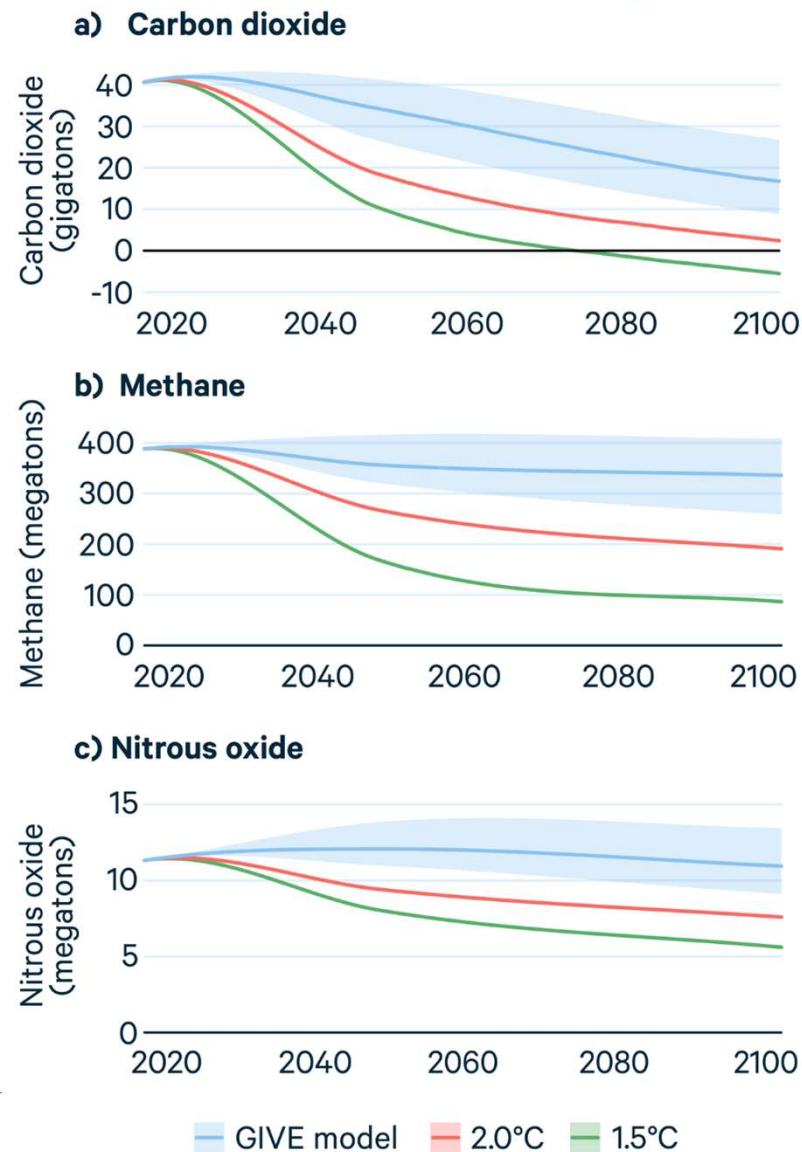 a) Carbon dioxide
Carbon dioxide
(gigatons)
40
30
20
10
0
-10
2020 2040 2060 2080 2100
b) Methane
Methane (megatons)
400
300
200
100
0
2020 2040 2060 2080 2100
c) Nitrous oxide
Nitrous oxide
(megatons)
15
10
5
0
2020 2040 2060 2080 2100
GIVE model 2.0°C 1.5°C